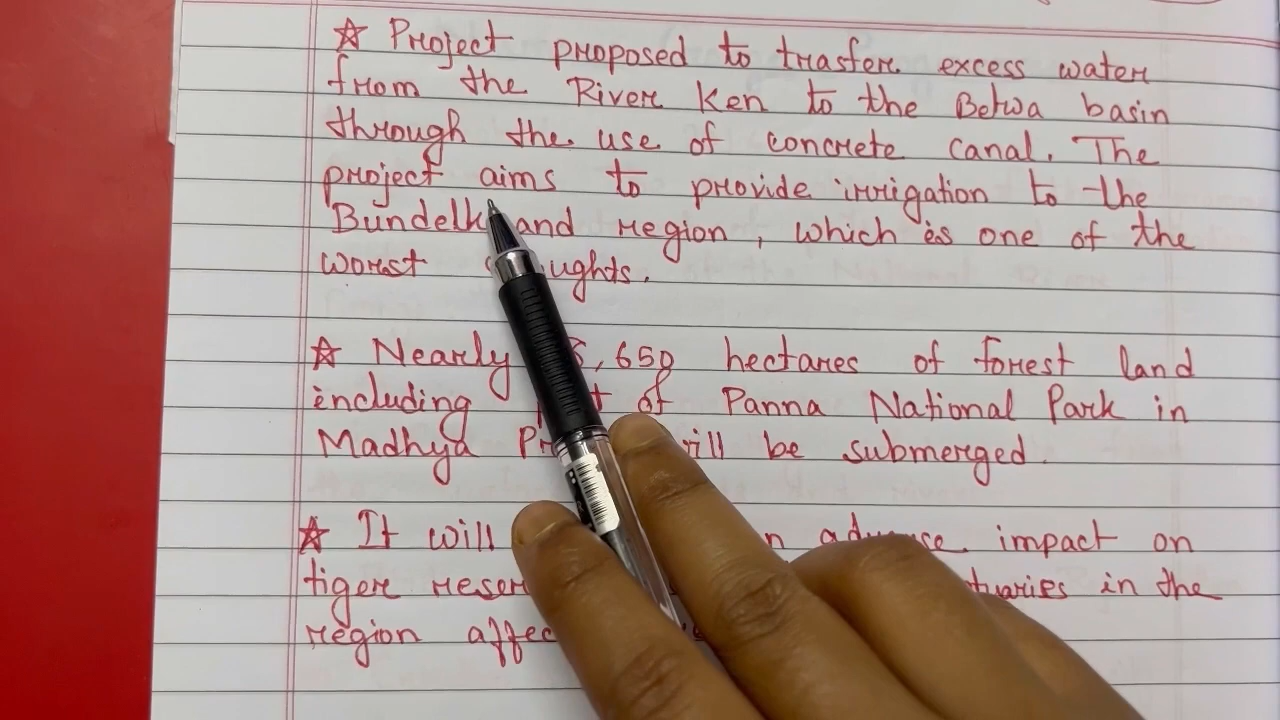 ☆ Project proposed to trasfer excess water
from the River Ken to the Betwa basin
through the use of concrete canal. The
project aims to provide irrigation to the
Bundelkhand region, which is one of the
worst
☆ Nearly hectares of forest land
including of Panna National Park in
Madhya will be submerged.
☆ It will impact on
tiger in the
region